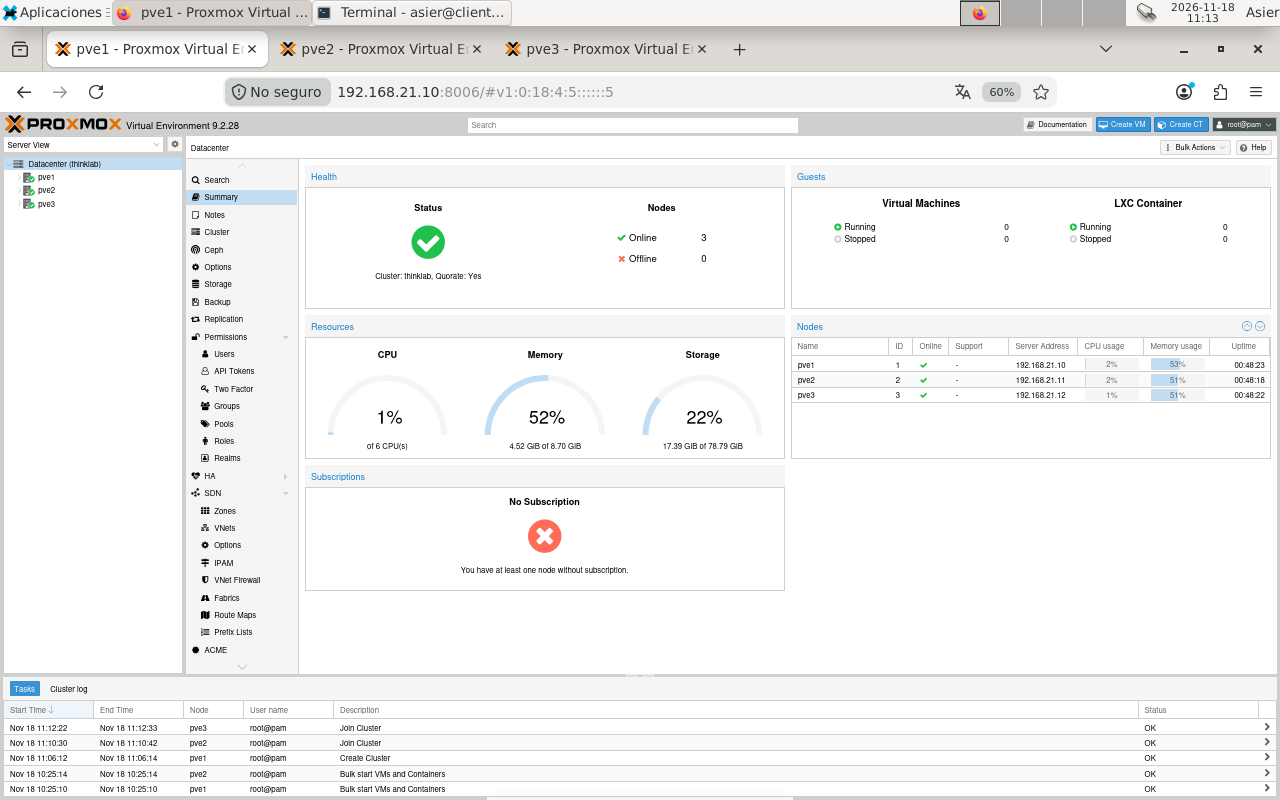 Aplicaciones
pve1 - Proxmox Virtual ...
Terminal - asier@client...
2026-11-18
11:13
Asier
pve1 - Proxmox Virtual E
pve2 - Proxmox Virtual E
pve3 - Proxmox Virtual E
No seguro
192.168.21.10:8006/#v1:0:18:4:5::::::5
60%
PROXMOX Virtual Environment 9.2.28
Search
Documentation
Create VM
Create CT
root@pam
Server View
Datacenter
Bulk Actions
Help
Datacenter (thinklab)
pve1
pve2
pve3
Search
Summary
Notes
Cluster
Ceph
Options
Storage
Backup
Replication
Permissions
Users
API Tokens
Two Factor
Groups
Pools
Roles
Realms
HA
SDN
Zones
VNets
Options
IPAM
VNet Firewall
Fabrics
Route Maps
Prefix Lists
ACME
Health
Status
Nodes
Online 3
Offline 0
Cluster: thinklab, Quorate: Yes
Guests
Virtual Machines
LXC Container
Running 0
Stopped 0
Running 0
Stopped 0
Resources
CPU
Memory
Storage
1%
52%
22%
of 6 CPU(s)
4.52 GiB of 8.70 GiB
17.39 GiB of 78.79 GiB
Nodes
Name ID Online Support Server Address CPU usage Memory usage Uptime
pve1 1 - 192.168.21.10 2% 53% 00:48:23
pve2 2 - 192.168.21.11 2% 51% 00:48:18
pve3 3 - 192.168.21.12 1% 51% 00:48:22
Subscriptions
No Subscription
You have at least one node without subscription.
Tasks
Cluster log
Start Time End Time Node User name Description Status
Nov 18 11:12:22 Nov 18 11:12:33 pve3 root@pam Join Cluster OK
Nov 18 11:10:30 Nov 18 11:10:42 pve2 root@pam Join Cluster OK
Nov 18 11:06:12 Nov 18 11:06:14 pve1 root@pam Create Cluster OK
Nov 18 10:25:14 Nov 18 10:25:14 pve2 root@pam Bulk start VMs and Containers OK
Nov 18 10:25:10 Nov 18 10:25:10 pve1 root@pam Bulk start VMs and Containers OK